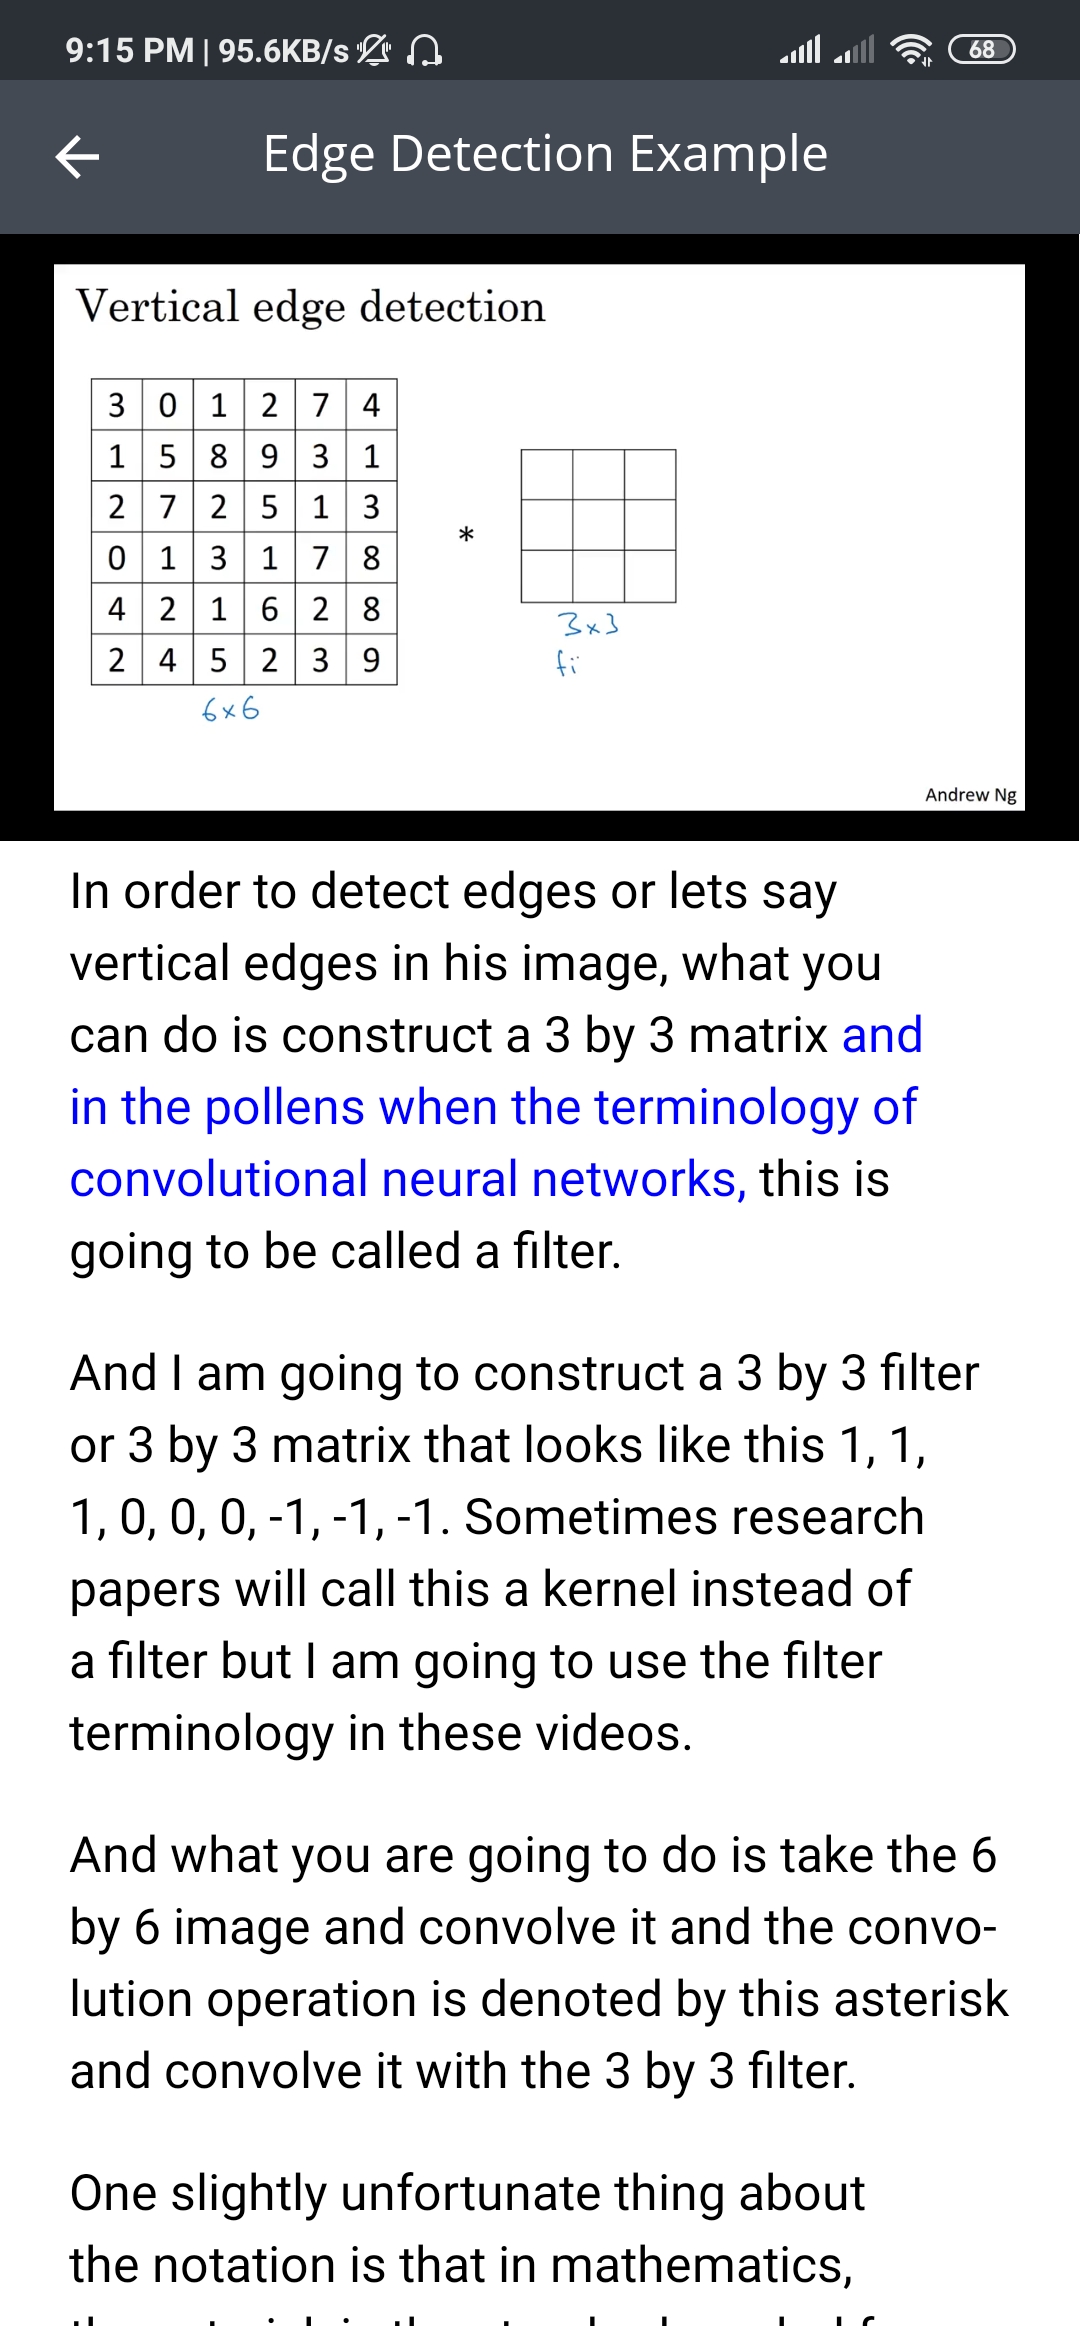 9:15 PM | 95.6KB/s
68
Edge Detection Example
Vertical edge detection
3 0 1 2 7 4
1 5 8 9 3 1
2 7 2 5 1 3
0 1 3 1 7 8
4 2 1 6 2 8
2 4 5 2 3 9
6x6
*
3x3
fi
Andrew Ng
In order to detect edges or lets say
vertical edges in his image, what you
can do is construct a 3 by 3 matrix and
in the pollens when the terminology of
convolutional neural networks, this is
going to be called a filter.
And I am going to construct a 3 by 3 filter
or 3 by 3 matrix that looks like this 1, 1,
1, 0, 0, 0, -1, -1, -1. Sometimes research
papers will call this a kernel instead of
a filter but I am going to use the filter
terminology in these videos.
And what you are going to do is take the 6
by 6 image and convolve it and the convo-
lution operation is denoted by this asterisk
and convolve it with the 3 by 3 filter.
One slightly unfortunate thing about
the notation is that in mathematics,